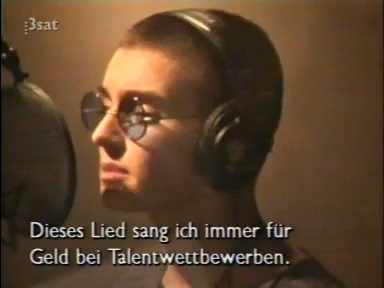 3sat
Dieses Lied sang ich immer für
Geld bei Talentwettbewerben.